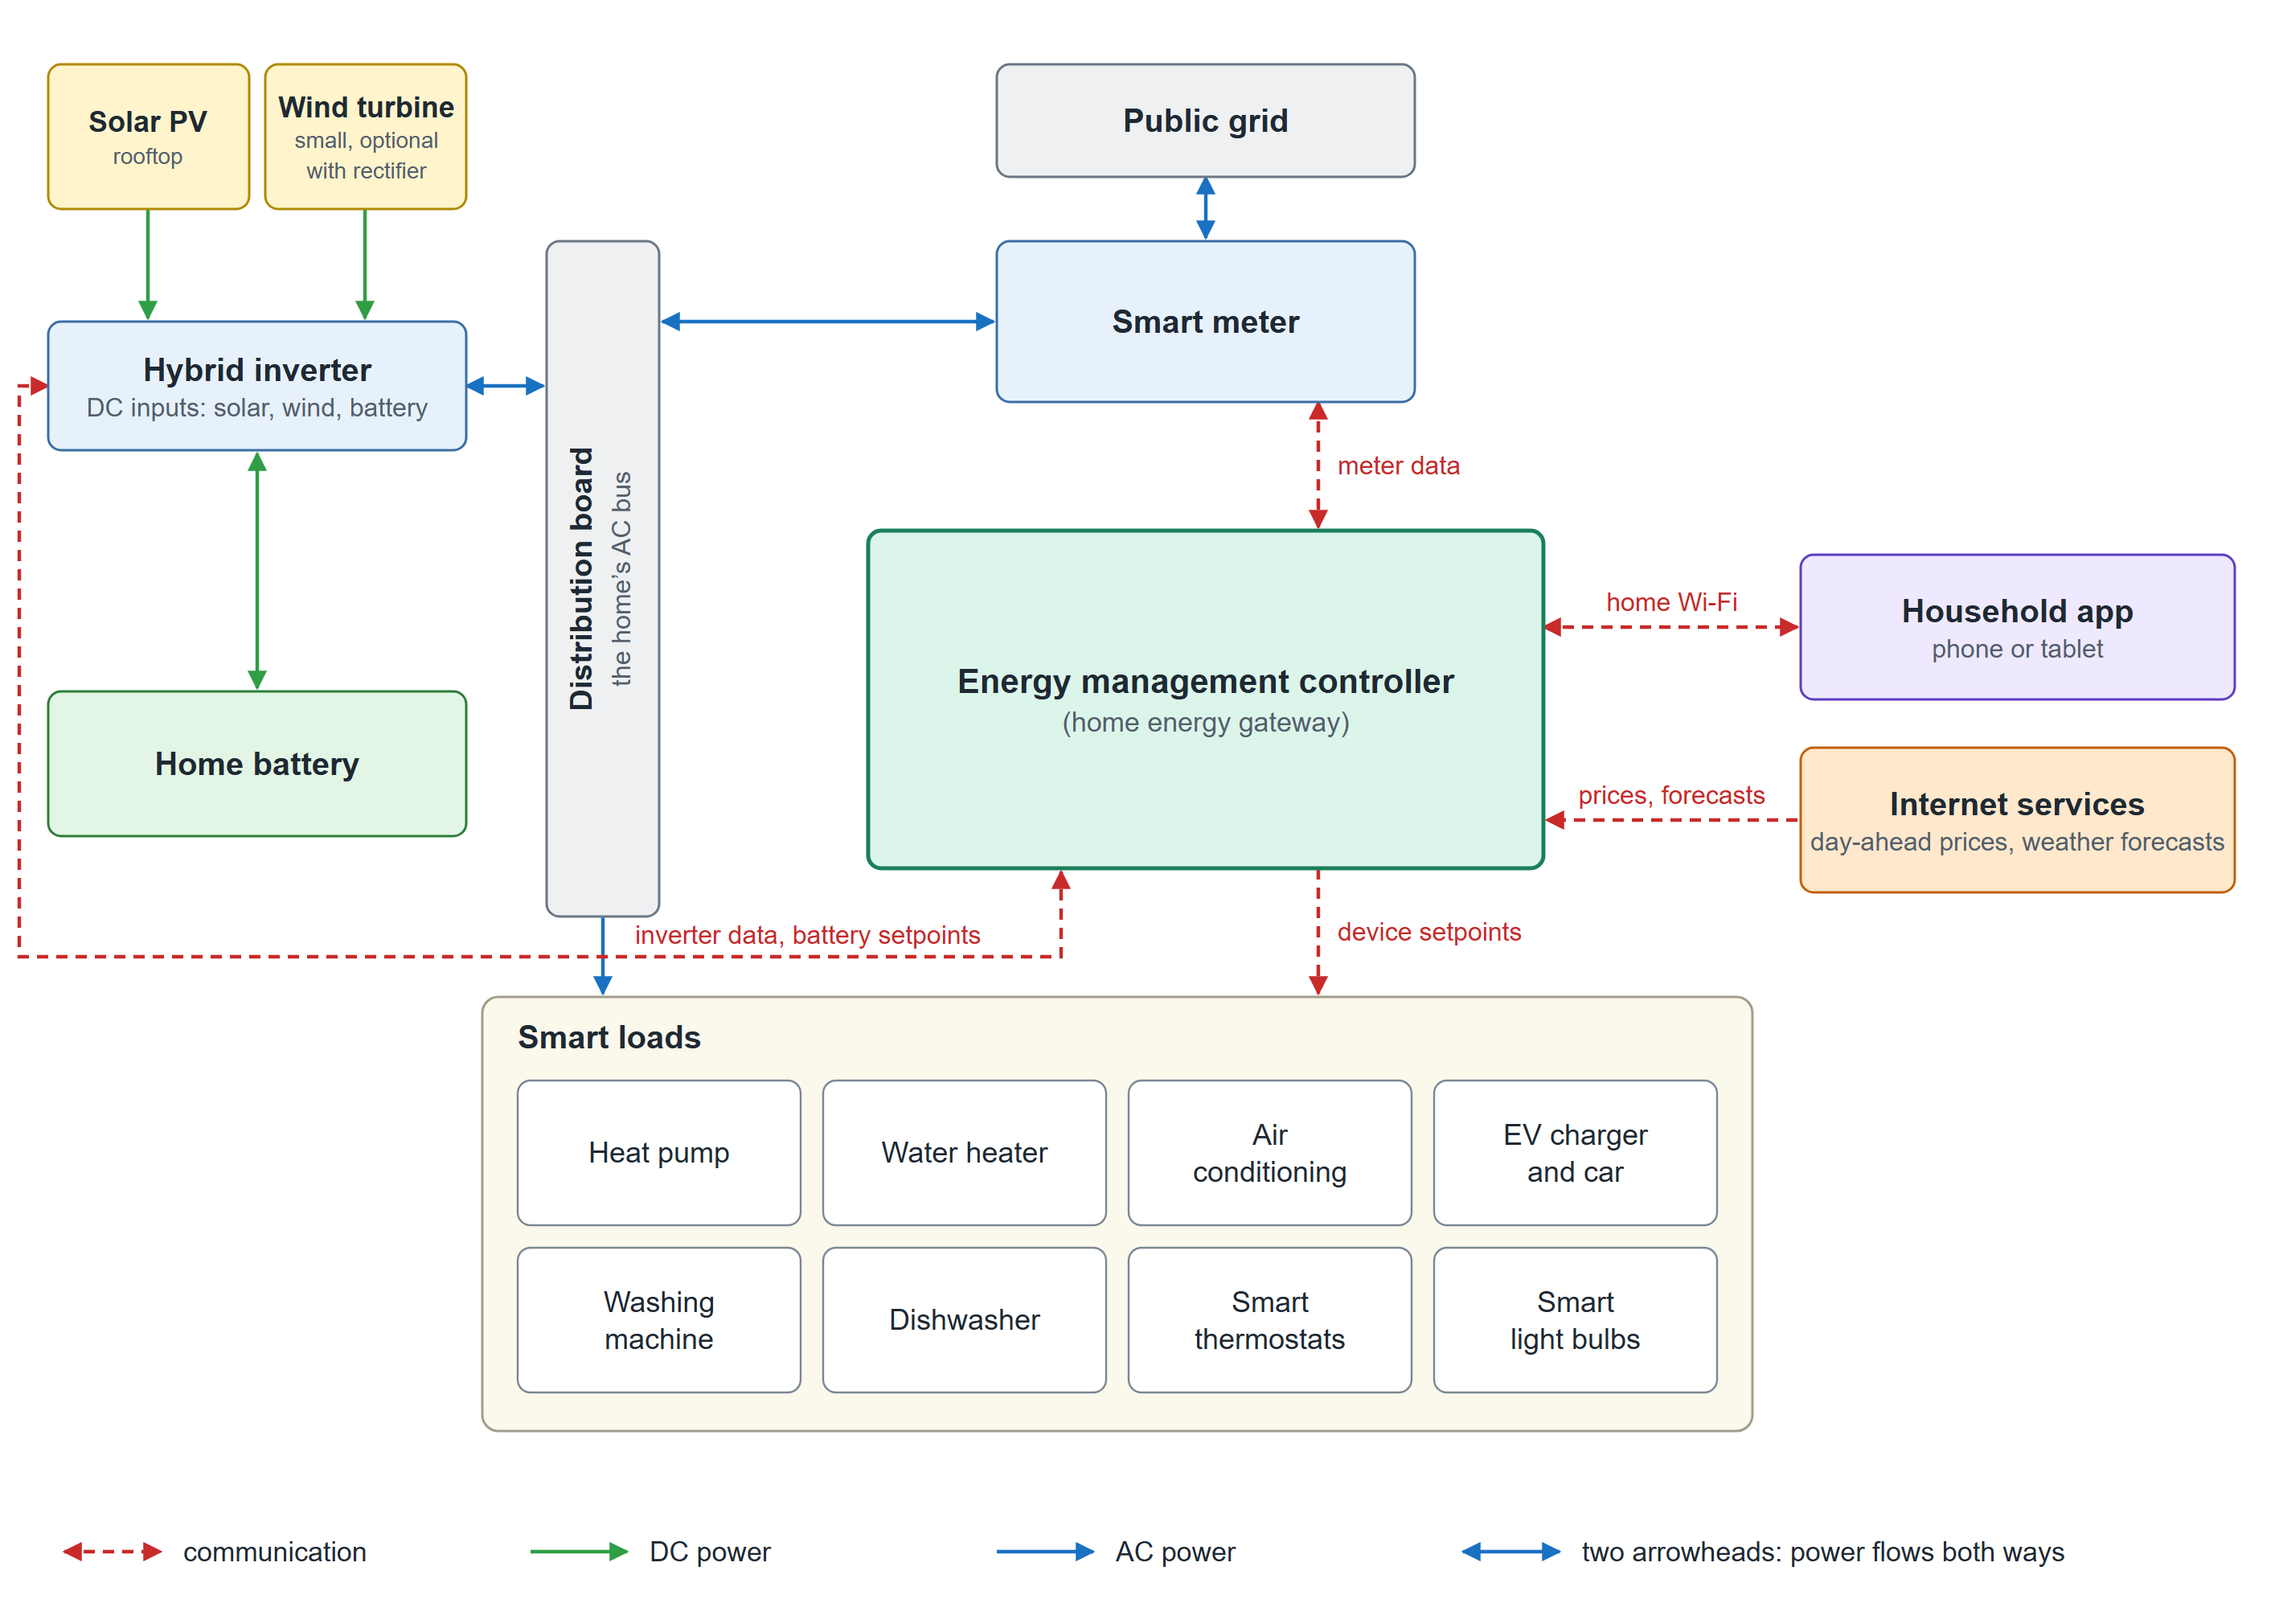 Solar PV
rooftop
Wind turbine
small, optional
with rectifier
Public grid
Smart meter
Hybrid inverter
DC inputs: solar, wind, battery
Distribution board
the home’s AC bus
meter data
Home battery
Energy management controller
(home energy gateway)
home Wi-Fi
Household app
phone or tablet
prices, forecasts
Internet services
day-ahead prices, weather forecasts
inverter data, battery setpoints
device setpoints
Smart loads
Heat pump
Water heater
Air
conditioning
EV charger
and car
Washing
machine
Dishwasher
Smart
thermostats
Smart
light bulbs
communication
DC power
AC power
two arrowheads: power flows both ways